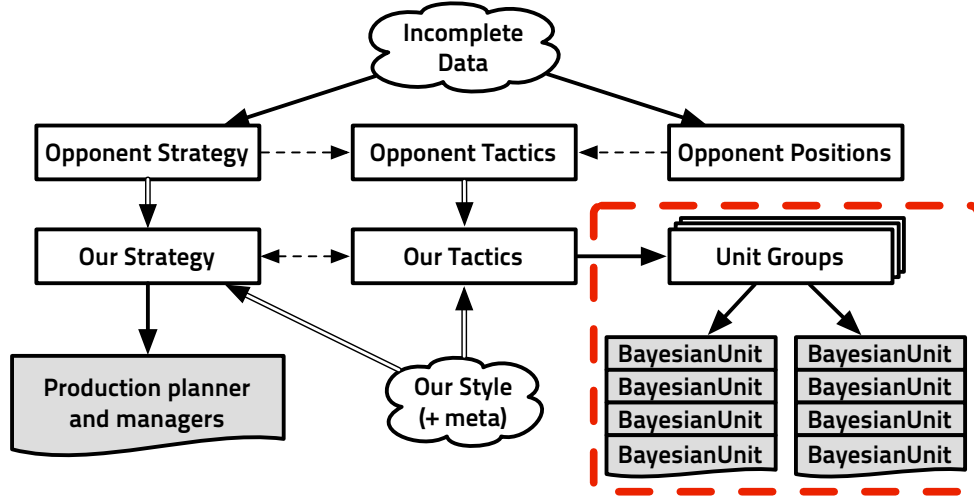 Incomplete
Data
Opponent Strategy
Opponent Tactics
Opponent Positions
Our Strategy
Our Tactics
Unit Groups
Production planner
and managers
Our Style
(+ meta)
BayesianUnit
BayesianUnit
BayesianUnit
BayesianUnit
BayesianUnit
BayesianUnit
BayesianUnit
BayesianUnit